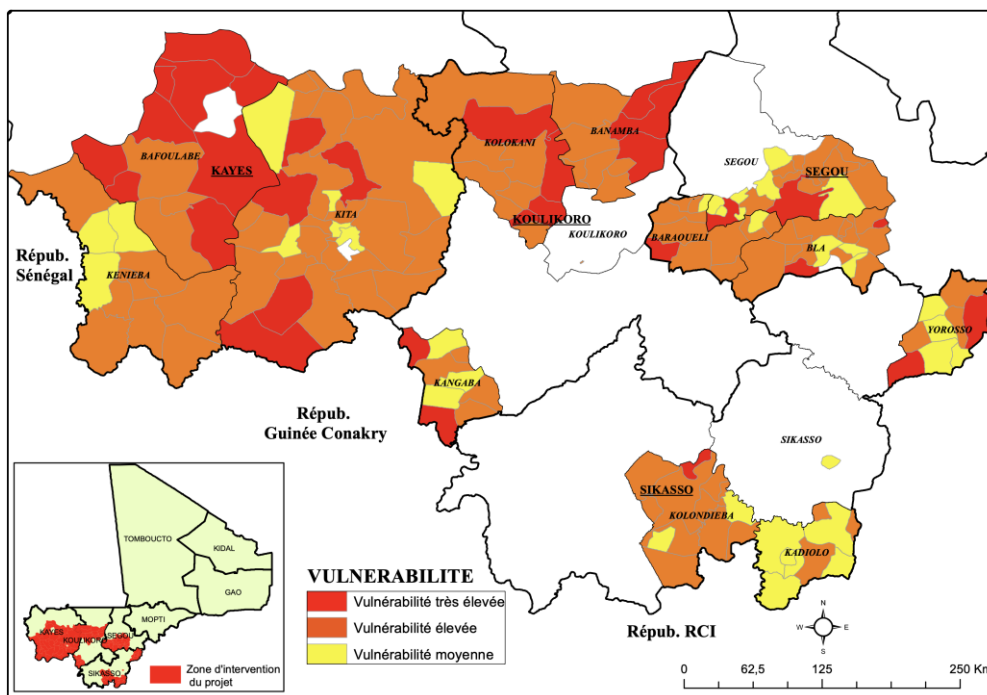 KOLOKANI
BANAMBA
BAFOULABE
KAYES
SEGOU
SEGOU
KITA
KOULIKORO
KOULIKORO
BARAOUELI
BLA
Répub.
Sénégal
KENIEBA
YOROSSO
KANGABA
Répub.
Guinée Conakry
SIKASSO
SIKASSO
KOLONDIEBA
KADIOLO
TOMBOUCTO
KIDAL
GAO
MOPTI
KAYES
KOULIKORO
SEGOU
SIKASSO
Zone d'intervention
du projet
VULNERABILITE
Vulnérabilité très élevée
Vulnérabilité élevée
Vulnérabilité moyenne
Répub. RCI
N
W E
S
0 62,5 125 250 Km